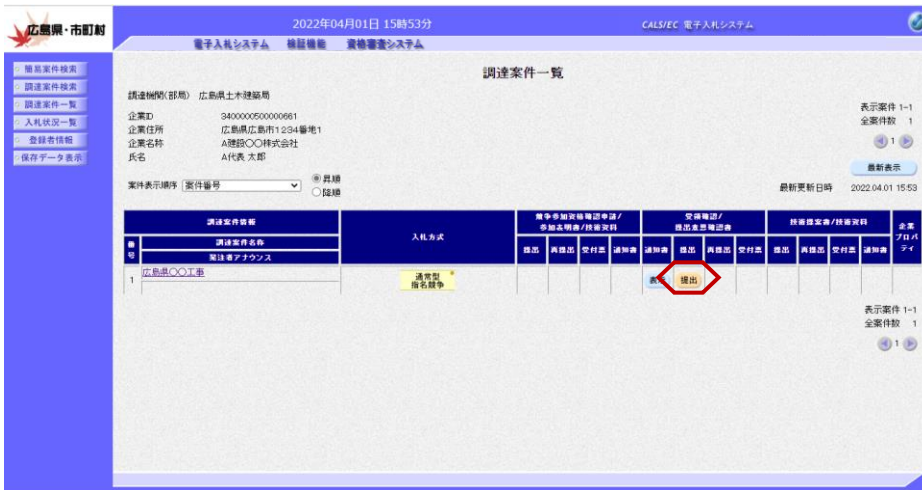 広島県・市町村
2022年04月01日 15時53分
CALS/EC 電子入札システム
電子入札システム 検証機能 資格審査システム
簡易案件検索
調達案件検索
調達案件一覧
入札状況一覧
登録者情報
保存データ表示
調達案件一覧
調達機関(部局) 広島県土木建築局
企業ID 3400000500000661
企業住所 広島県広島市1234番地1
企業名称 A建設〇〇株式会社
氏名 A代表 太郎
表示案件 1-1
全案件数 1
1
最新表示
案件表示順序 案件番号
昇順
降順
最新更新日時 2022.04.01 15:53
調達案件情報
入札方式
競争参加資格確認申請/
参加表明書/技術資料
受領確認/
提出意思確認書
技術提案書/技術資料
企業
プロパ
ティ
番号
調達案件名称
発注者アナウンス
提出 再提出 受付票 通知書 通知書 提出 再提出 受付票 提出 再提出 受付票 通知書
1 広島県〇〇工事
通常型
指名競争
表示
提出
表示案件 1-1
全案件数 1
1